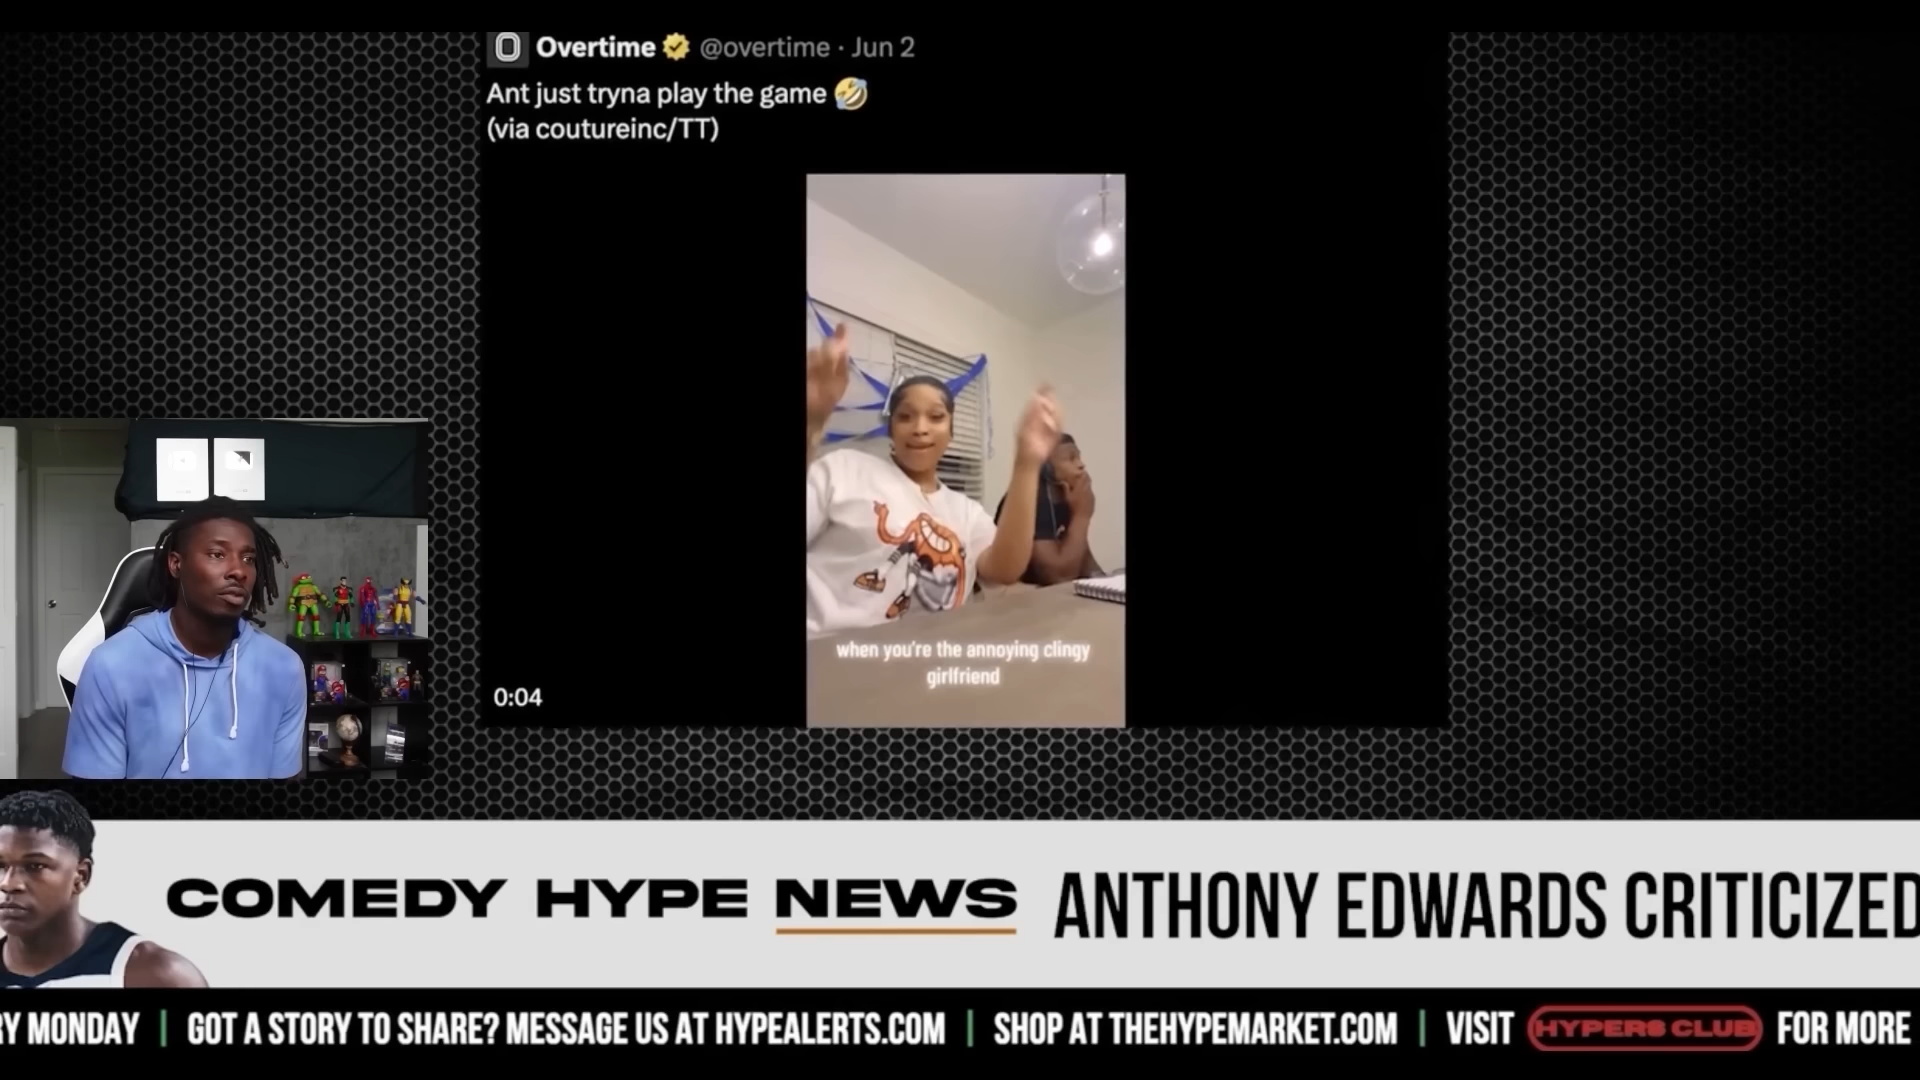 Overtime @overtime · Jun 2
Ant just tryna play the game 🤣
(via coutureinc/TT)
when you're the annoying clingy
girlfriend
0:04
COMEDY HYPE NEWS ANTHONY EDWARDS CRITICIZED
RY MONDAY | GOT A STORY TO SHARE? MESSAGE US AT HYPEALERTS.COM | SHOP AT THEHYPEMARKET.COM | VISIT HYPERS CLUB FOR MORE